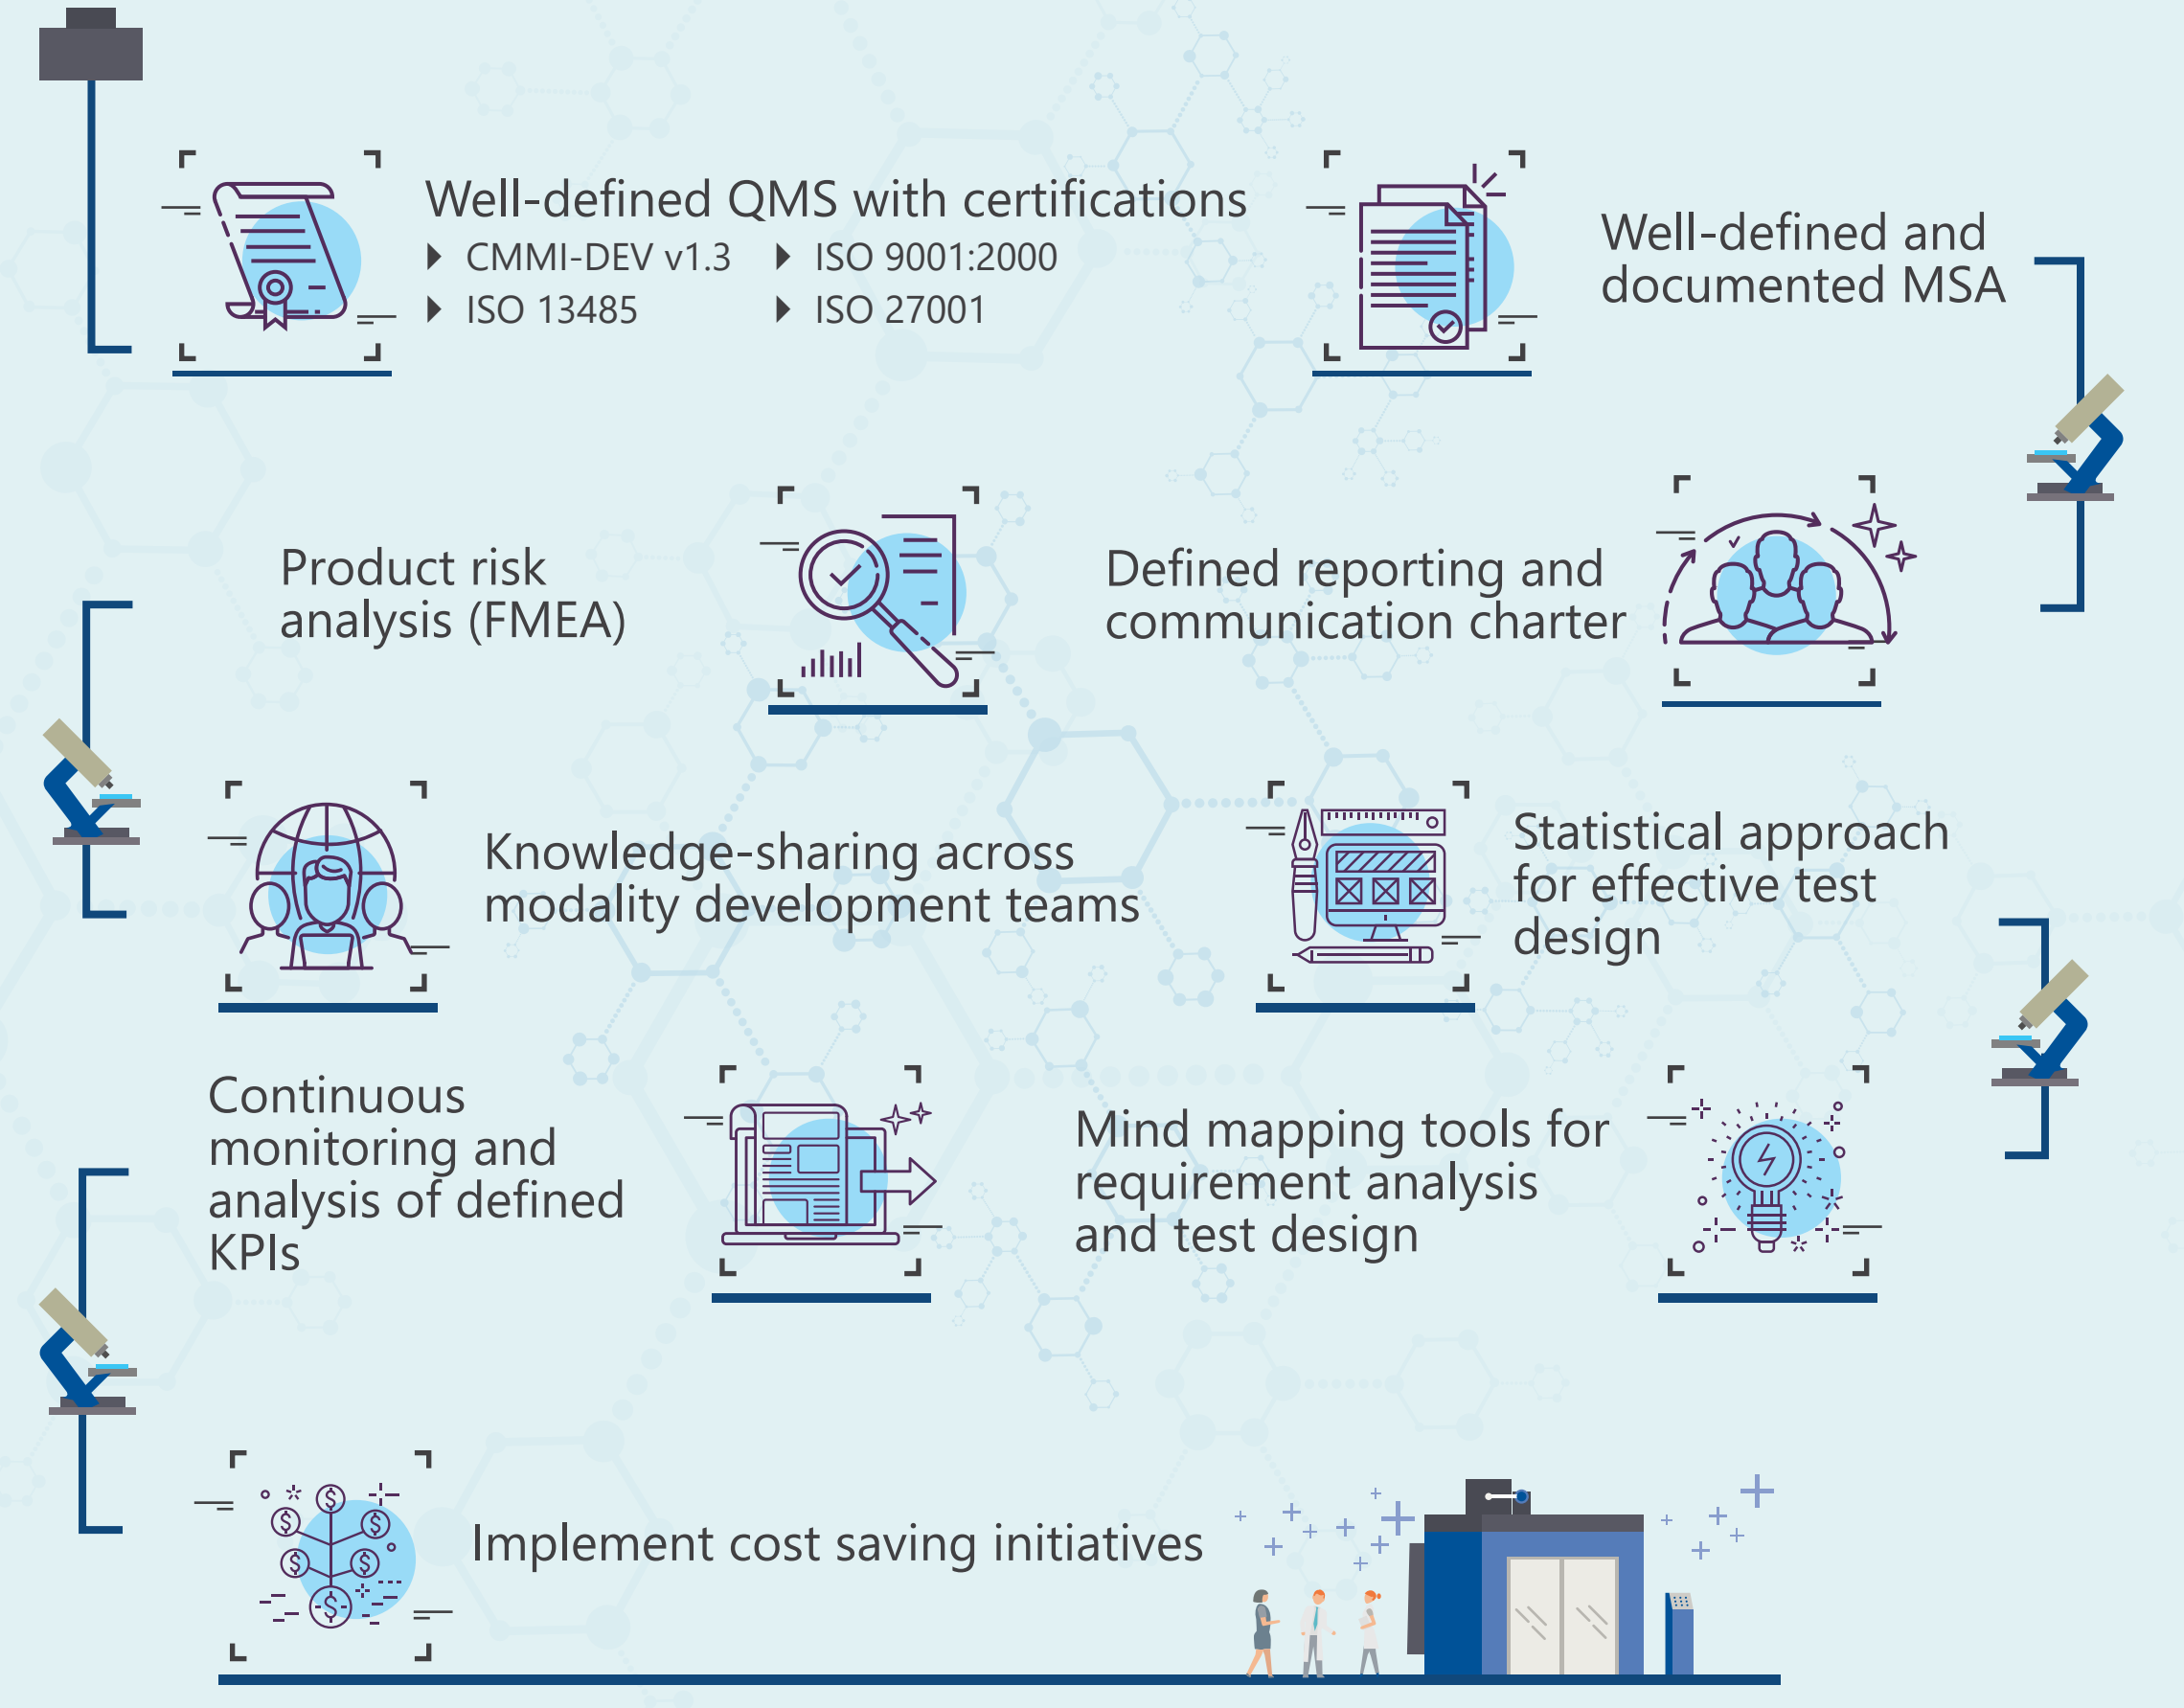 Well-defined QMS with certifications
CMMI-DEV v1.3
ISO 9001:2000
ISO 13485
ISO 27001
Well-defined and
documented MSA
Product risk
analysis (FMEA)
Defined reporting and
communication charter
Knowledge-sharing across
modality development teams
Statistical approach
for effective test
design
Continuous
monitoring and
analysis of defined
KPIs
Mind mapping tools for
requirement analysis
and test design
Implement cost saving initiatives